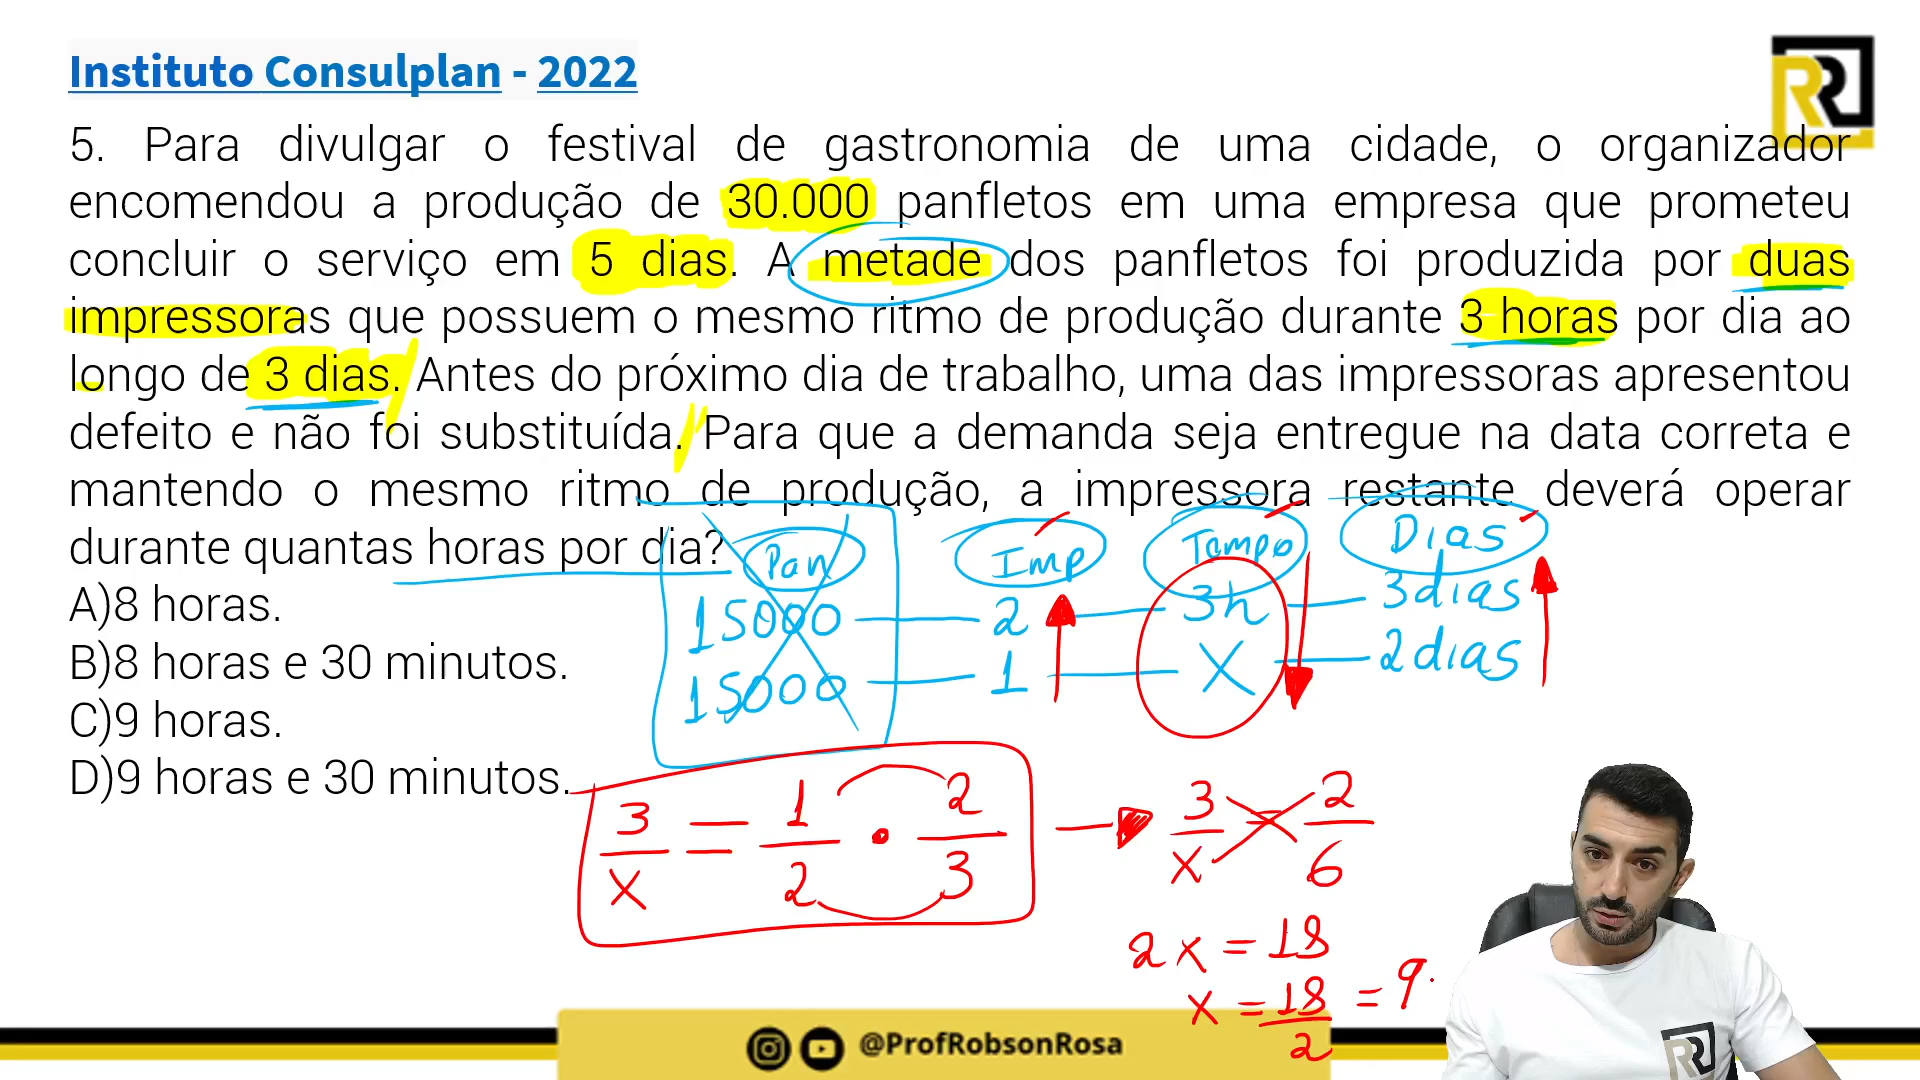 Instituto Consulplan - 2022
5. Para divulgar o festival de gastronomia de uma cidade, o organizador
encomendou a produção de 30.000 panfletos em uma empresa que prometeu
concluir o serviço em 5 dias. A metade dos panfletos foi produzida por duas
impressoras que possuem o mesmo ritmo de produção durante 3 horas por dia ao
longo de 3 dias. Antes do próximo dia de trabalho, uma das impressoras apresentou
defeito e não foi substituída. Para que a demanda seja entregue na data correta e
mantendo o mesmo ritmo de produção, a impressora restante deverá operar
durante quantas horas por dia?
Pan Imp Tempo Dias
A)8 horas.
15000 2 3h 3dias
B)8 horas e 30 minutos.
15000 1 X 2dias
C)9 horas.
D)9 horas e 30 minutos.
3/x = 1/2 . 2/3
3/x = 2/6
2x = 18
x = 18/2 = 9.
@ProfRobsonRosa
RR
RR